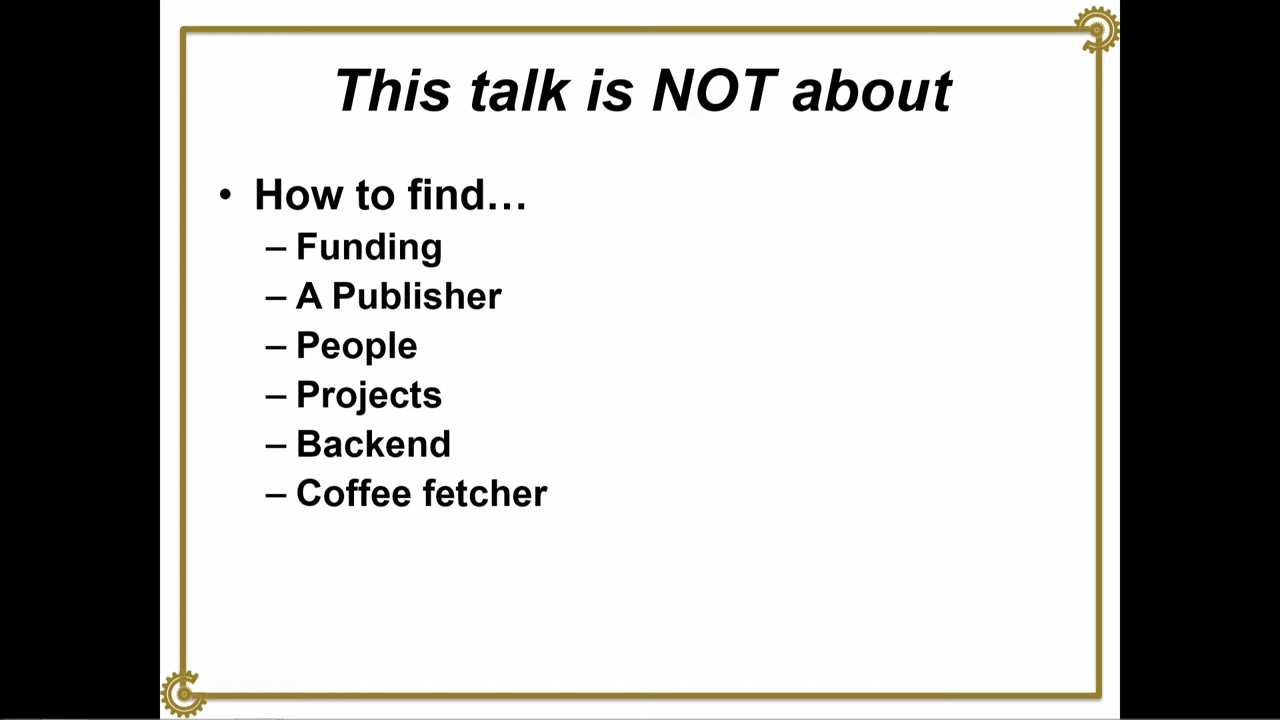 This talk is NOT about
• How to find…
– Funding
– A Publisher
– People
– Projects
– Backend
– Coffee fetcher